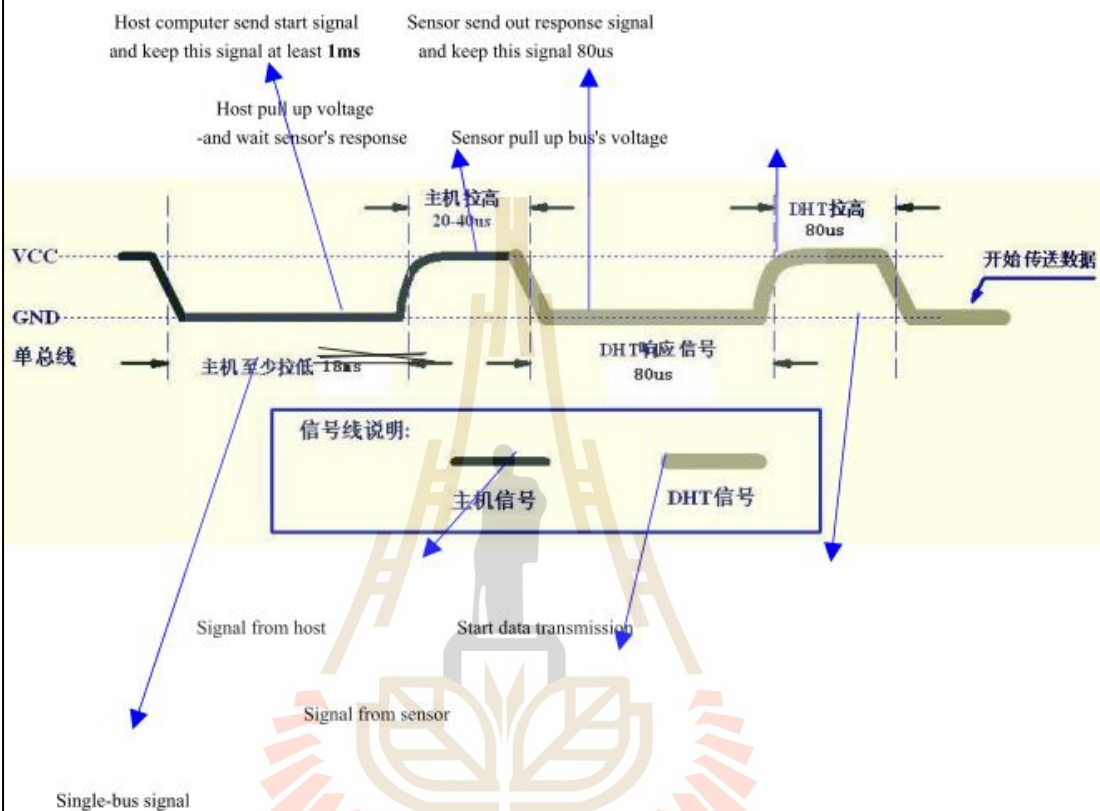 Host computer send start signal
and keep this signal at least 1ms
Sensor send out response signal
and keep this signal 80us
Host pull up voltage
-and wait sensor's response
Sensor pull up bus's voltage
主机拉高
20-40us
DHT拉高
80us
VCC
开始传送数据
GND
单总线
主机至少拉低 18ms
DHT响应信号
80us
信号线说明:
主机信号
DHT信号
Signal from host
Start data transmission
Signal from sensor
Single-bus signal